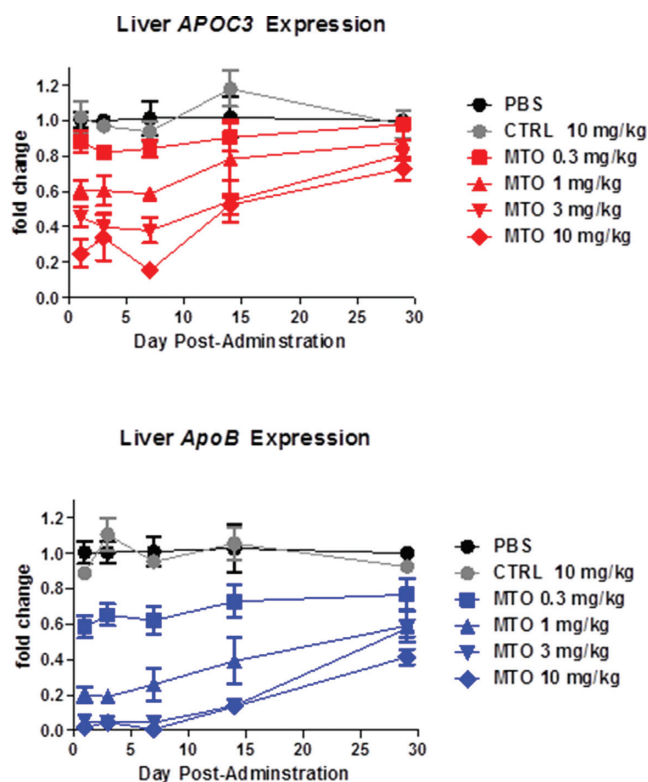 Liver APOC3 Expression
1.2
1.0
0.8
0.6
0.4
0.2
0.0
fold change
0 5 10 15 20 25 30
Day Post-Adminstration
PBS
CTRL 10 mg/kg
MTO 0.3 mg/kg
MTO 1 mg/kg
MTO 3 mg/kg
MTO 10 mg/kg
Liver ApoB Expression
1.2
1.0
0.8
0.6
0.4
0.2
0.0
fold change
0 5 10 15 20 25 30
Day Post-Adminstration
PBS
CTRL 10 mg/kg
MTO 0.3 mg/kg
MTO 1 mg/kg
MTO 3 mg/kg
MTO 10 mg/kg